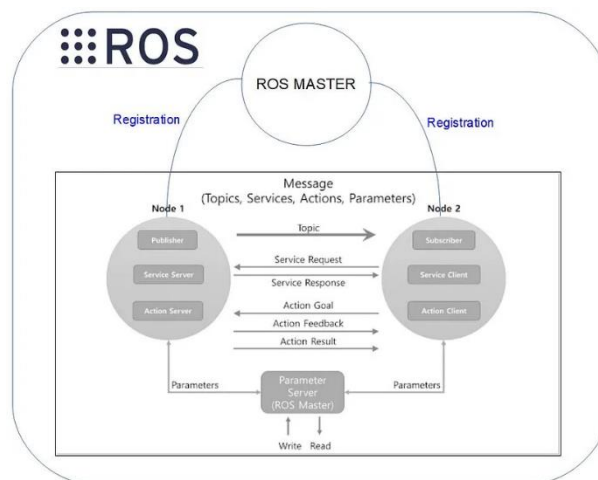 ROS
ROS MASTER
Registration
Registration
Message
(Topics, Services, Actions, Parameters)
Node 1
Node 2
Publisher
Topic
Subscriber
Service Request
Service Server
Service Client
Service Response
Action Goal
Action Server
Action Client
Action Feedback
Action Result
Parameters
Parameters
Parameter
Server
(ROS Master)
Write
Read